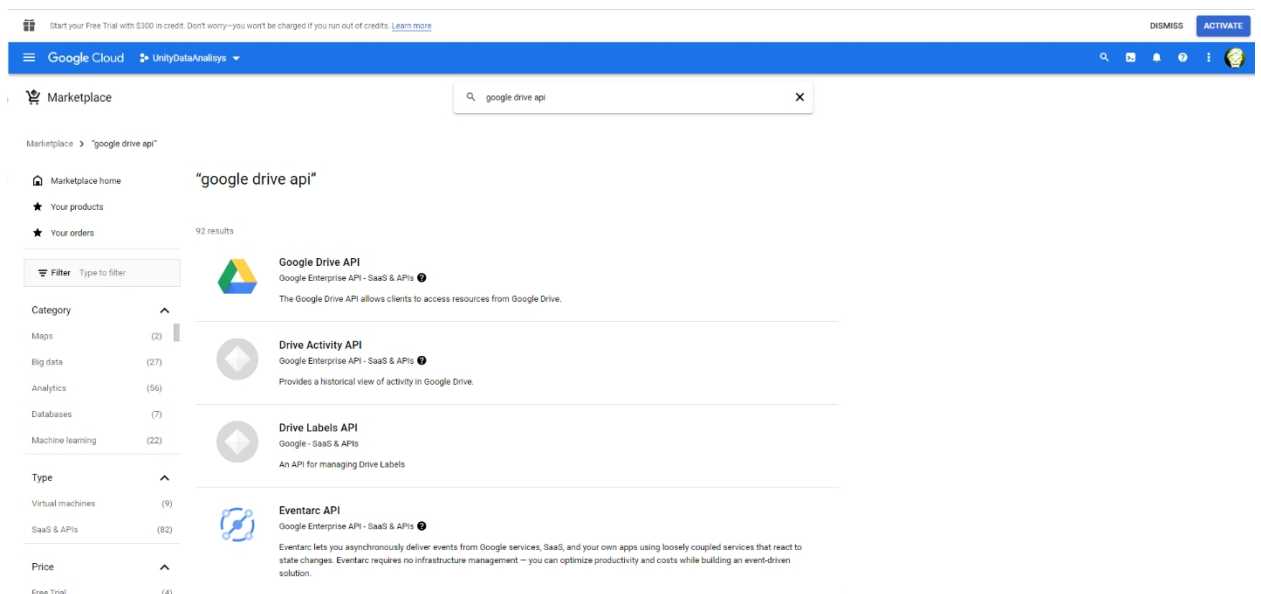 Start your Free Trial with $300 in credit. Don't worry—you won't be charged if you run out of credits. Learn more
DISMISS
ACTIVATE
Google Cloud
UnityDataAnalisys
Marketplace
google drive api
Marketplace > "google drive api"
Marketplace home
Your products
Your orders
Filter Type to filter
Category
Maps (2)
Big data (27)
Analytics (56)
Databases (7)
Machine learning (22)
Type
Virtual machines (9)
SaaS & APIs (82)
Price
Free Trial (4)
“google drive api”
92 results
Google Drive API
Google Enterprise API - SaaS & APIs
The Google Drive API allows clients to access resources from Google Drive.
Drive Activity API
Google Enterprise API - SaaS & APIs
Provides a historical view of activity in Google Drive.
Drive Labels API
Google - SaaS & APIs
An API for managing Drive Labels
Eventarc API
Google Enterprise API - SaaS & APIs
Eventarc lets you asynchronously deliver events from Google services, SaaS, and your own apps using loosely coupled services that react to
state changes. Eventarc requires no infrastructure management — you can optimize productivity and costs while building an event-driven
solution.